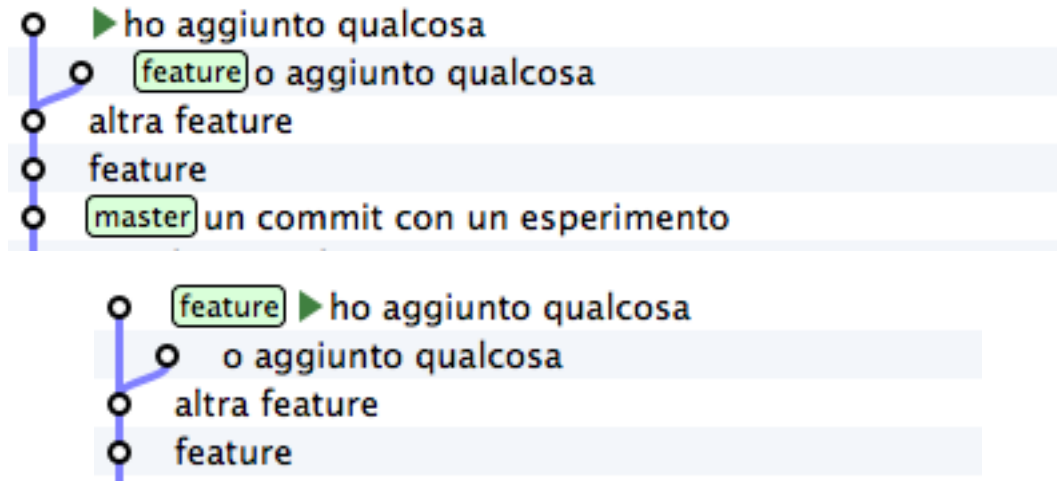 ho aggiunto qualcosa
feature o aggiunto qualcosa
altra feature
feature
master un commit con un esperimento
feature ho aggiunto qualcosa
o aggiunto qualcosa
altra feature
feature